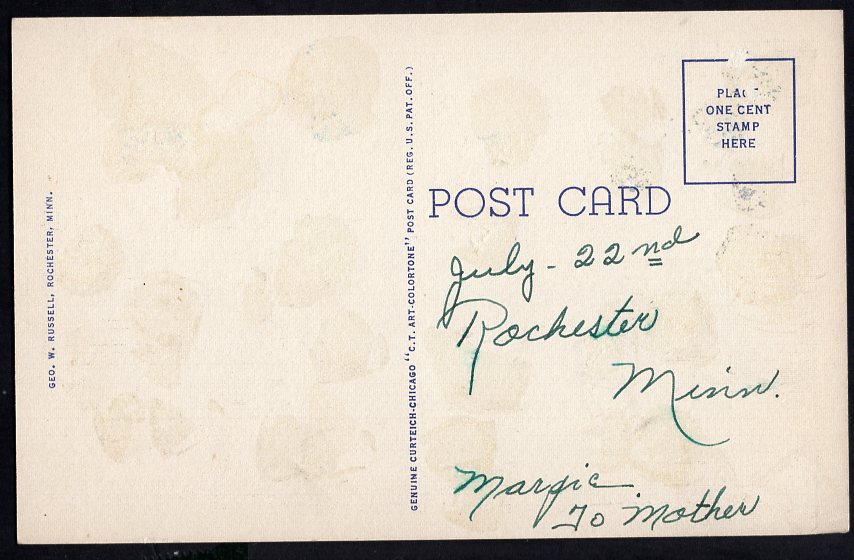 GEO. W. RUSSELL, ROCHESTER, MINN.
GENUINE CURTEICH-CHICAGO "C.T. ART-COLORTONE" POST CARD (REG. U.S. PAT. OFF.)
ONE CENT
STAMP
HERE
POST CARD
July - 22nd
Rochester
Minn.
Margie
To Mother